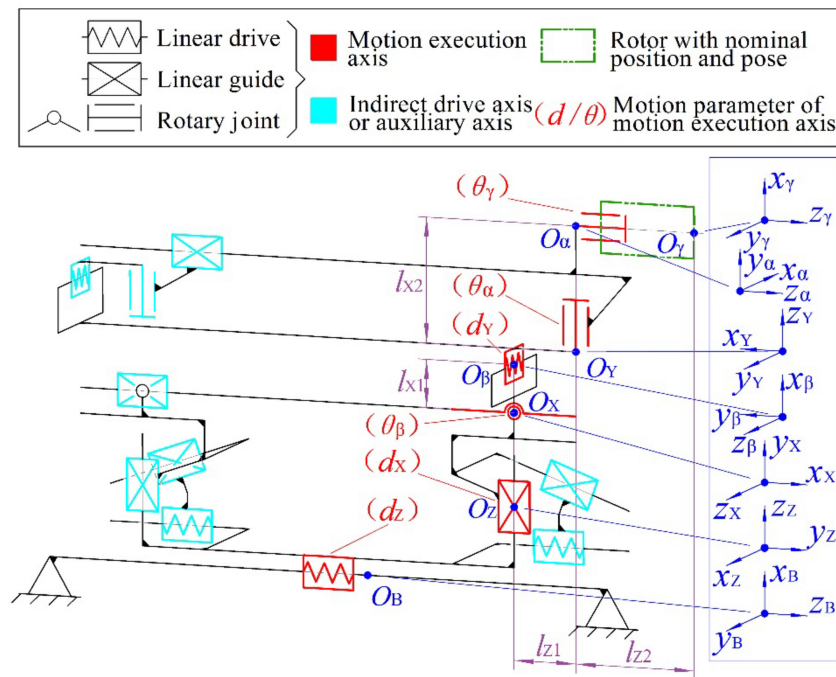 Linear drive
Linear guide
Rotary joint
Motion execution
axis
Indirect drive axis
or auxiliary axis
Rotor with nominal
position and pose
(d/θ) Motion parameter of
motion execution axis
(θγ)
Oα
Oγ
lX2
(θα)
(dY)
OY
Oβ
lX1
OX
(θβ)
(dX)
OZ
(dZ)
OB
lZ1
lZ2
xγ
zγ
yγ
yα
xα
zα
zY
xY
yY
xβ
yβ
zβ
yX
xX
zX
zZ
yZ
xZ
xB
zB
yB